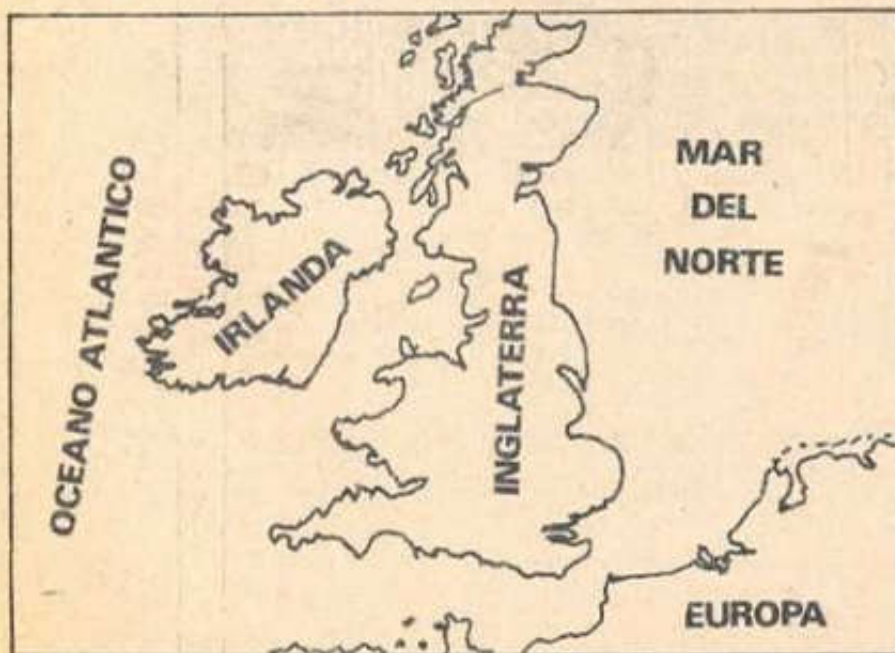 MAR
DEL
NORTE
OCEANO ATLANTICO
IRLANDA
INGLATERRA
EUROPA